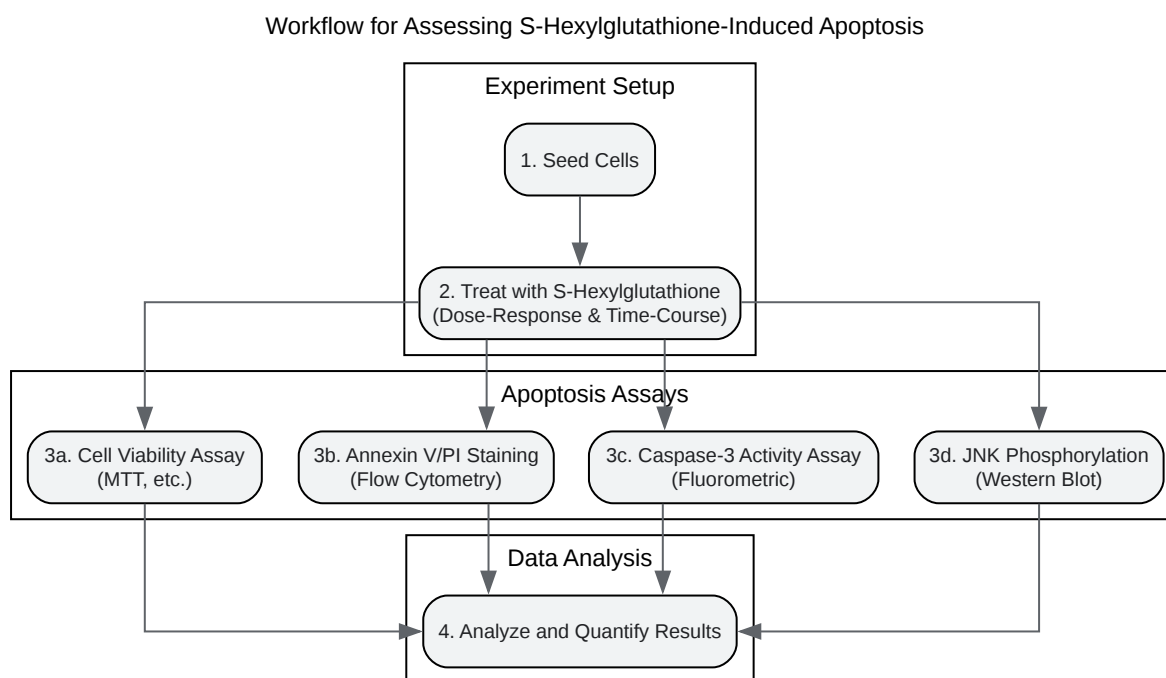 Workflow for Assessing S-Hexylglutathione-Induced Apoptosis
Experiment Setup
1. Seed Cells
2. Treat with S-Hexylglutathione
(Dose-Response & Time-Course)
Apoptosis Assays
3a. Cell Viability Assay
(MTT, etc.)
3b. Annexin V/PI Staining
(Flow Cytometry)
3c. Caspase-3 Activity Assay
(Fluorometric)
3d. JNK Phosphorylation
(Western Blot)
Data Analysis
4. Analyze and Quantify Results